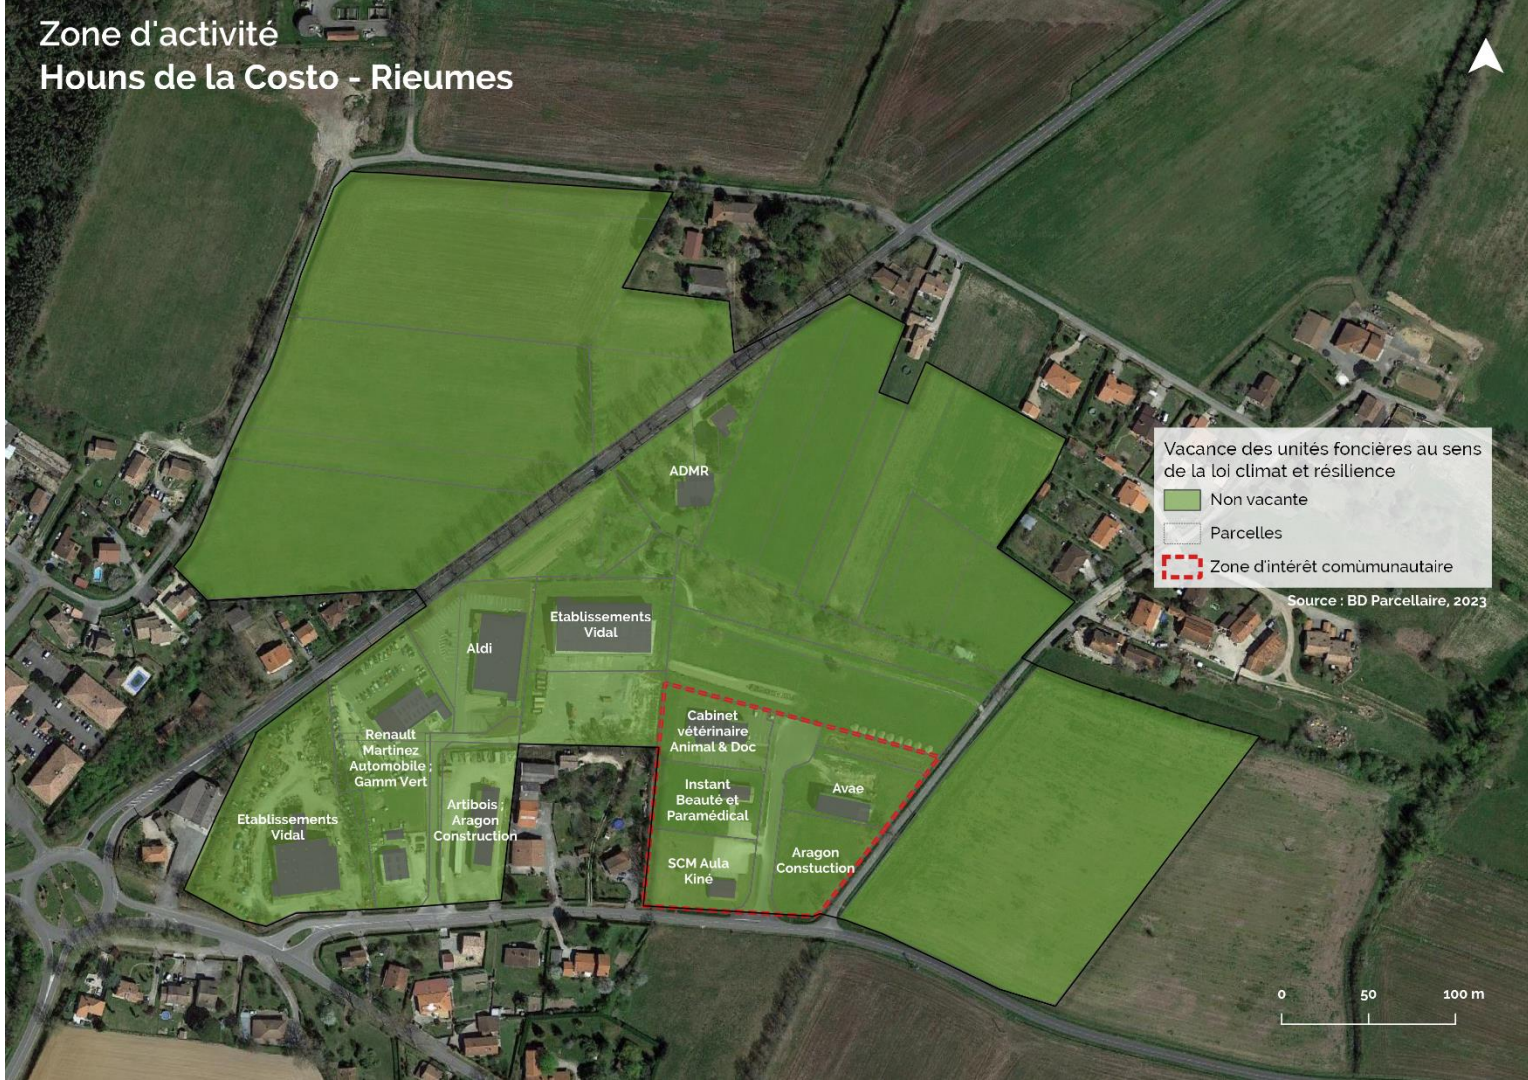 Zone d'activité
Houns de la Costo - Rieumes
ADMR
Vacance des unités foncières au sens
de la loi climat et résilience
Non vacante
Parcelles
Zone d'intérêt comùmunautaire
Source : BD Parcellaire, 2023
Etablissements
Vidal
Aldi
Renault
Martinez
Automobile ;
Gamm Vert
Cabinet
vétérinaire
Animal & Doc
Instant
Beauté et
Paramédical
Avae
Artibois ;
Aragon
Construction
Etablissements
Vidal
SCM Aula
Kiné
Aragon
Constuction
0 50 100 m